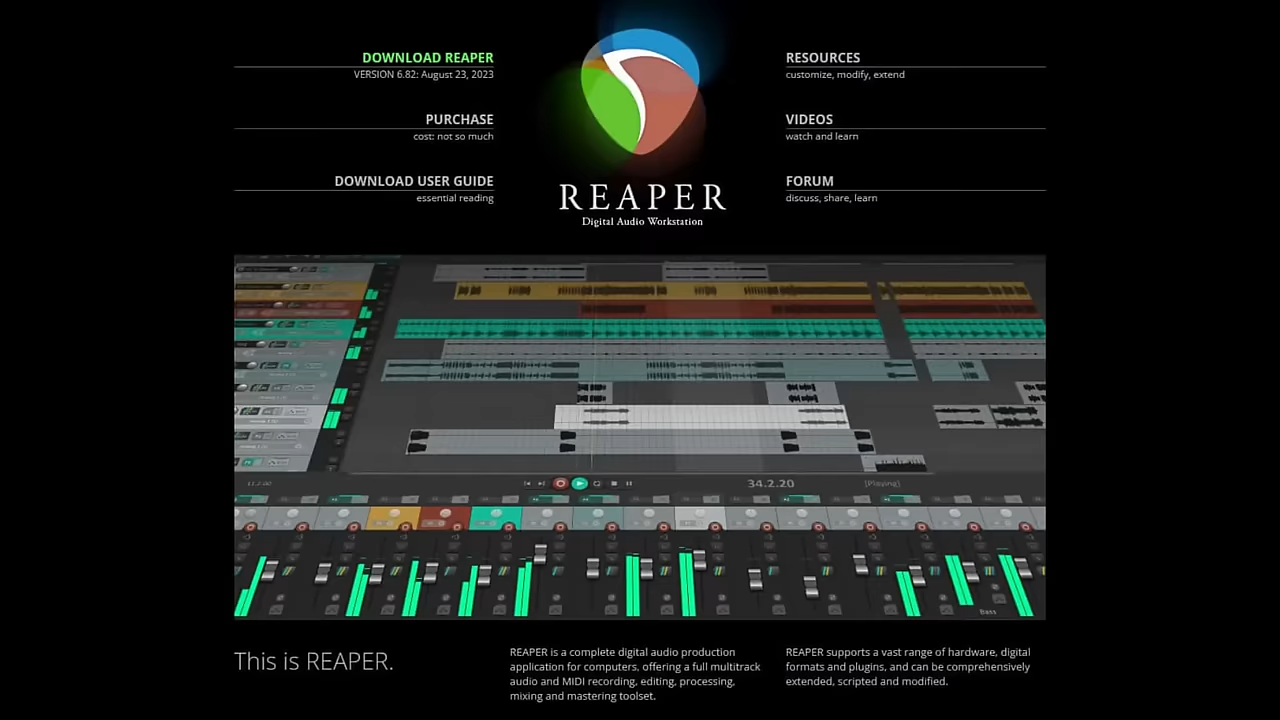 DOWNLOAD REAPER
VERSION 6.82: August 23, 2023
PURCHASE
cost: not so much
DOWNLOAD USER GUIDE
essential reading
REAPER
Digital Audio Workstation
RESOURCES
customize, modify, extend
VIDEOS
watch and learn
FORUM
discuss, share, learn
34.2.20
[Playing]
Bass
This is REAPER.
REAPER is a complete digital audio production
application for computers, offering a full multitrack
audio and MIDI recording, editing, processing,
mixing and mastering toolset.
REAPER supports a vast range of hardware, digital
formats and plugins, and can be comprehensively
extended, scripted and modified.